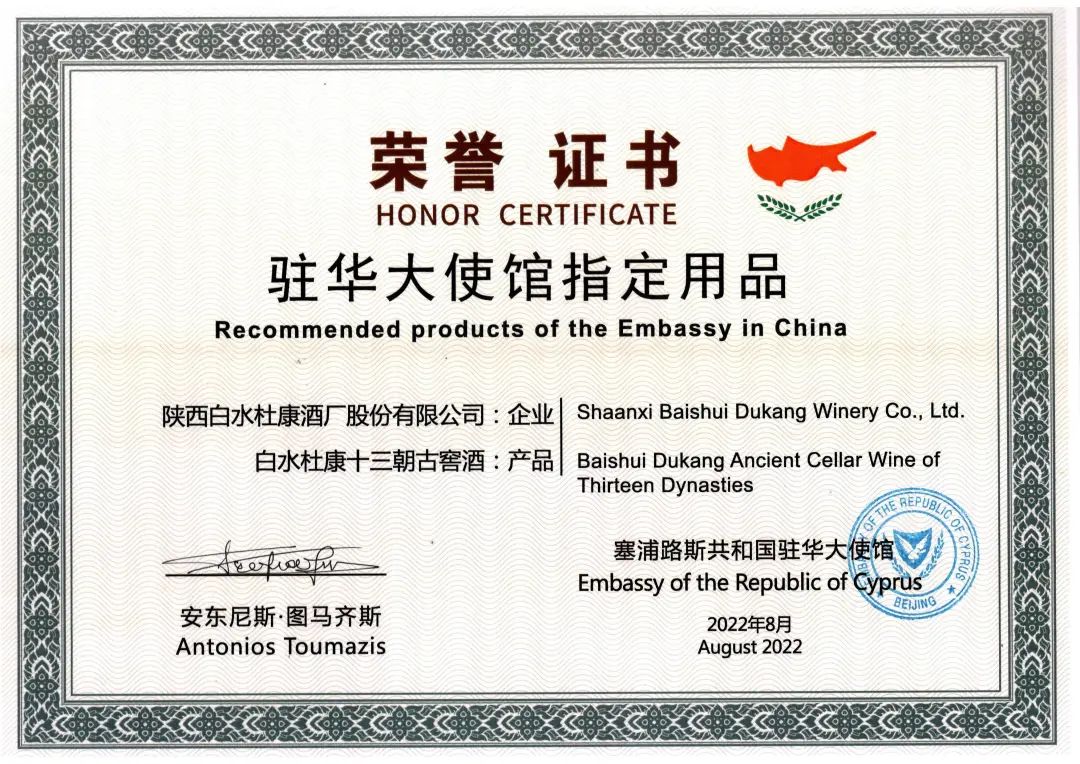 荣誉 证书
HONOR CERTIFICATE
驻华大使馆指定用品
Recommended products of the Embassy in China
陕西白水杜康酒厂股份有限公司：企业
Shaanxi Baishui Dukang Winery Co., Ltd.
白水杜康十三朝古窖酒：产品
Baishui Dukang Ancient Cellar Wine of
Thirteen Dynasties
安东尼斯·图马齐斯
Antonios Toumazis
塞浦路斯共和国驻华大使馆
Embassy of the Republic of Cyprus
2022年8月
August 2022
OF THE REPUBLIC OF CYPRUS
BEIJING